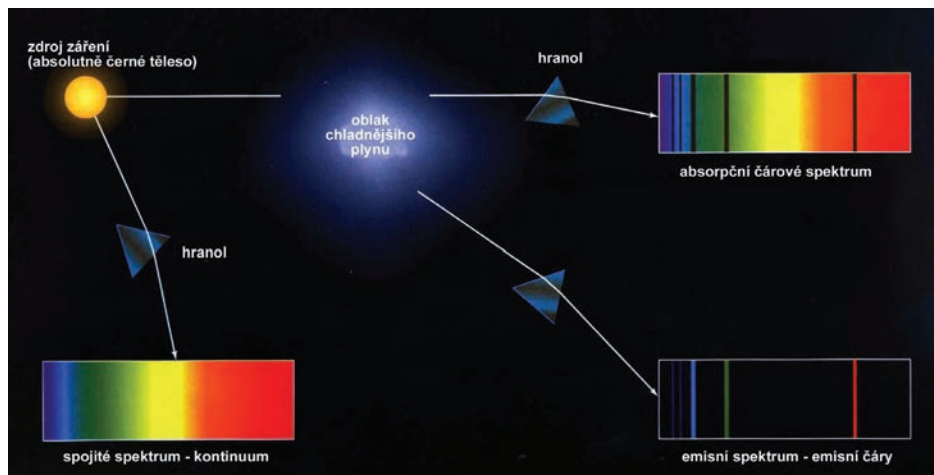 zdroj záření
(absolutně černé těleso)
oblak
chladnějšího
plynu
hranol
absorpční čárové spektrum
hranol
spojité spektrum - kontinuum
emisní spektrum - emisní čáry